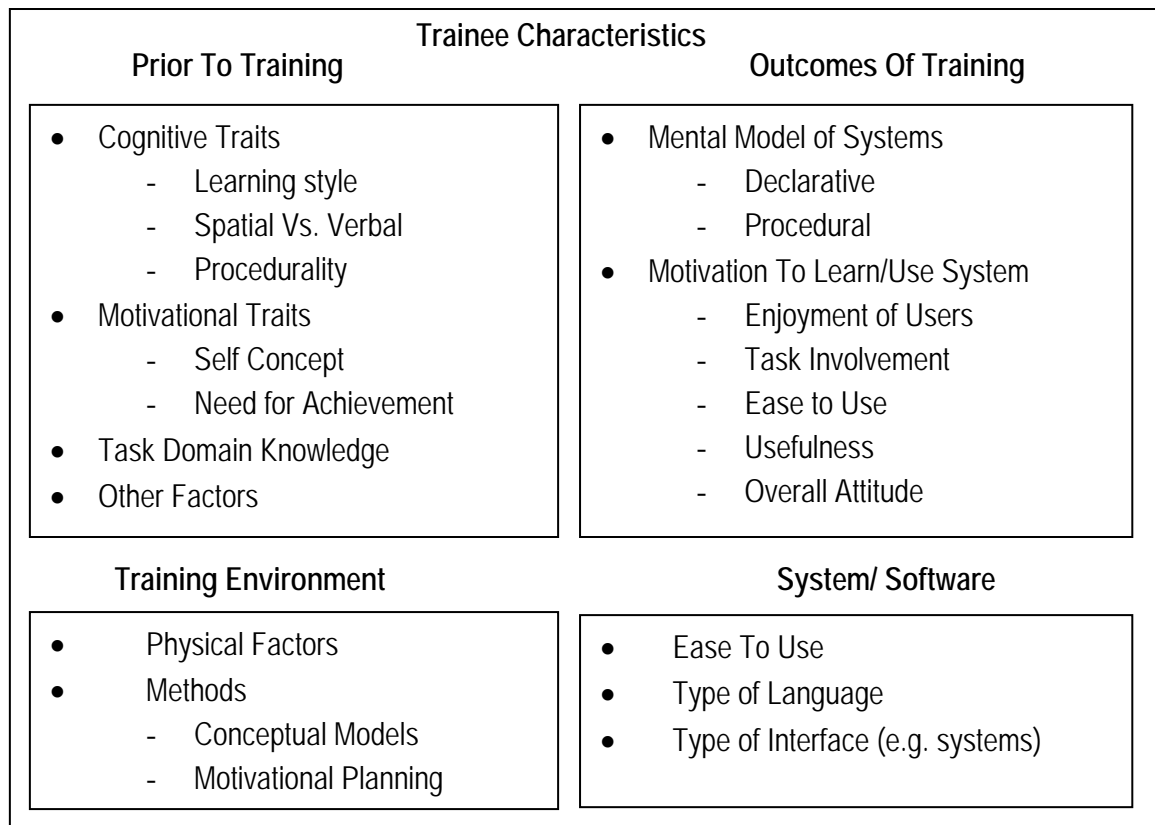 Trainee Characteristics
Prior To Training
• Cognitive Traits
- Learning style
- Spatial Vs. Verbal
- Procedurality
• Motivational Traits
- Self Concept
- Need for Achievement
• Task Domain Knowledge
• Other Factors
Outcomes Of Training
• Mental Model of Systems
- Declarative
- Procedural
• Motivation To Learn/Use System
- Enjoyment of Users
- Task Involvement
- Ease to Use
- Usefulness
- Overall Attitude
Training Environment
• Physical Factors
• Methods
- Conceptual Models
- Motivational Planning
System/ Software
• Ease To Use
• Type of Language
• Type of Interface (e.g. systems)